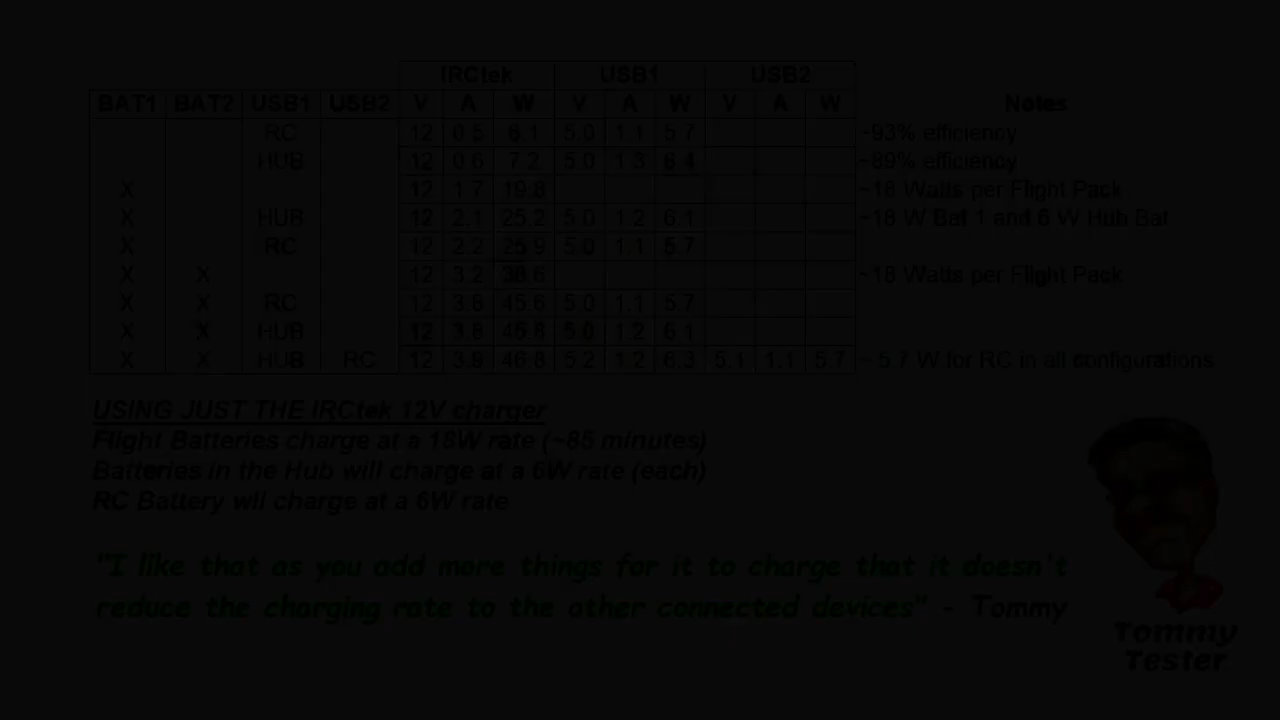 IRCtek USB1 USB2
BAT1 BAT2 USB1 USB2 V A W V A W V A W Notes
RC 12 0.5 6.1 5.0 1.1 5.7 ~93% efficiency
HUB 12 0.6 7.2 5.0 1.3 6.4 ~89% efficiency
X 12 1.7 19.8 ~18 Watts per Flight Pack
X HUB 12 2.1 25.2 5.0 1.2 6.1 ~18 W Bat 1 and 6 W Hub Bat
X RC 12 2.2 25.9 5.0 1.1 5.7
X X 12 3.2 38.6 ~18 Watts per Flight Pack
X X RC 12 3.8 45.6 5.0 1.1 5.7
X X HUB 12 3.8 45.8 5.0 1.2 6.1
X X HUB RC 12 3.9 46.8 5.2 1.2 6.3 5.1 1.1 5.7 ~ 5.7 W for RC in all configurations
USING JUST THE IRCtek 12V charger
Flight Batteries charge at a 18W rate (~85 minutes)
Batteries in the Hub will charge at a 6W rate (each)
RC Battery will charge at a 6W rate
"I like that as you add more things for it to charge that it doesn't
reduce the charging rate to the other connected devices" - Tommy
Tommy
Tester